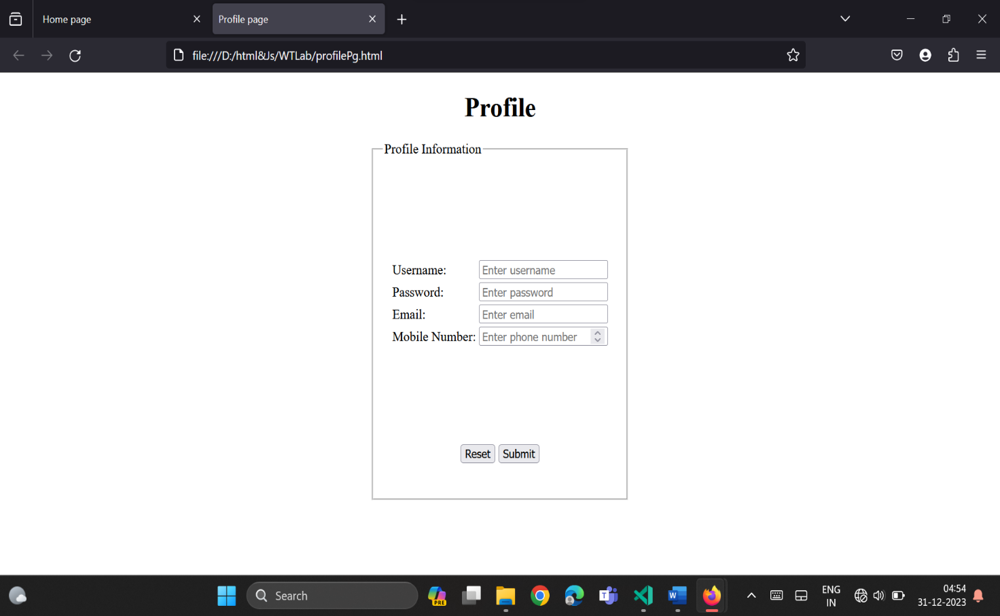 Home page
Profile page
file:///D:/html&Js/WTLab/profilePg.html
Profile
Profile Information
Username: Enter username
Password: Enter password
Email: Enter email
Mobile Number: Enter phone number
Reset Submit
Search
PRE
T
W
ENG
IN
04:54
31-12-2023